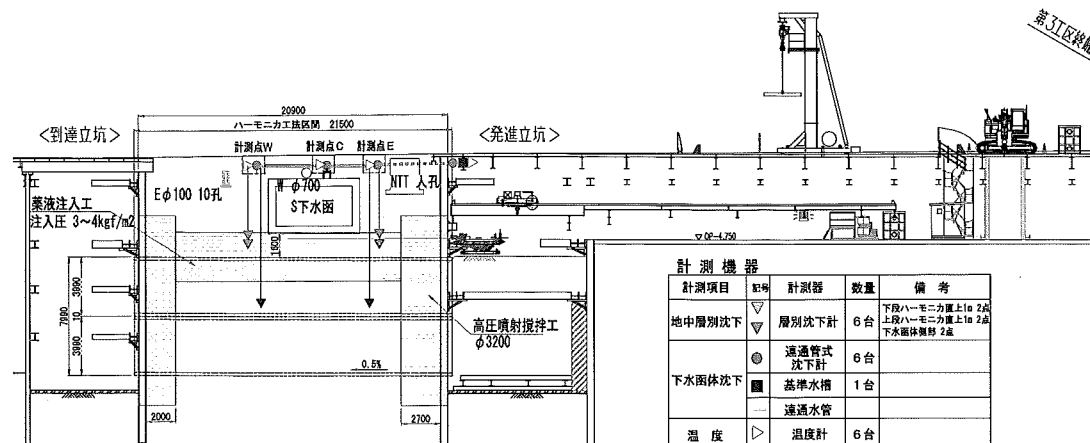 第3工区終
20900
ハーモニカ工法区間 21500
<到達立坑>
<発進立坑>
計測点W 計測点C 計測点E
Eφ100 10孔
W φ700
S下水函
NTT 人孔
薬液注入工
注入圧 3～4kgf/m2
1600
▽OP-4.750
7990
3990
10
3990
高圧噴射撹拌工
φ3200
0.5%
2000
2700
計測機器
計測項目 記号 計測器 数量 備考
地中層別沈下 ▽ ▼ 層別沈下計 6台
下段ハーモニカ直上1m 2点
上段ハーモニカ直上1m 2点
下水函体側部 2点
下水函体沈下 連通管式沈下計 6台
基準水槽 1台
連通水管
温度 ▷ 温度計 6台